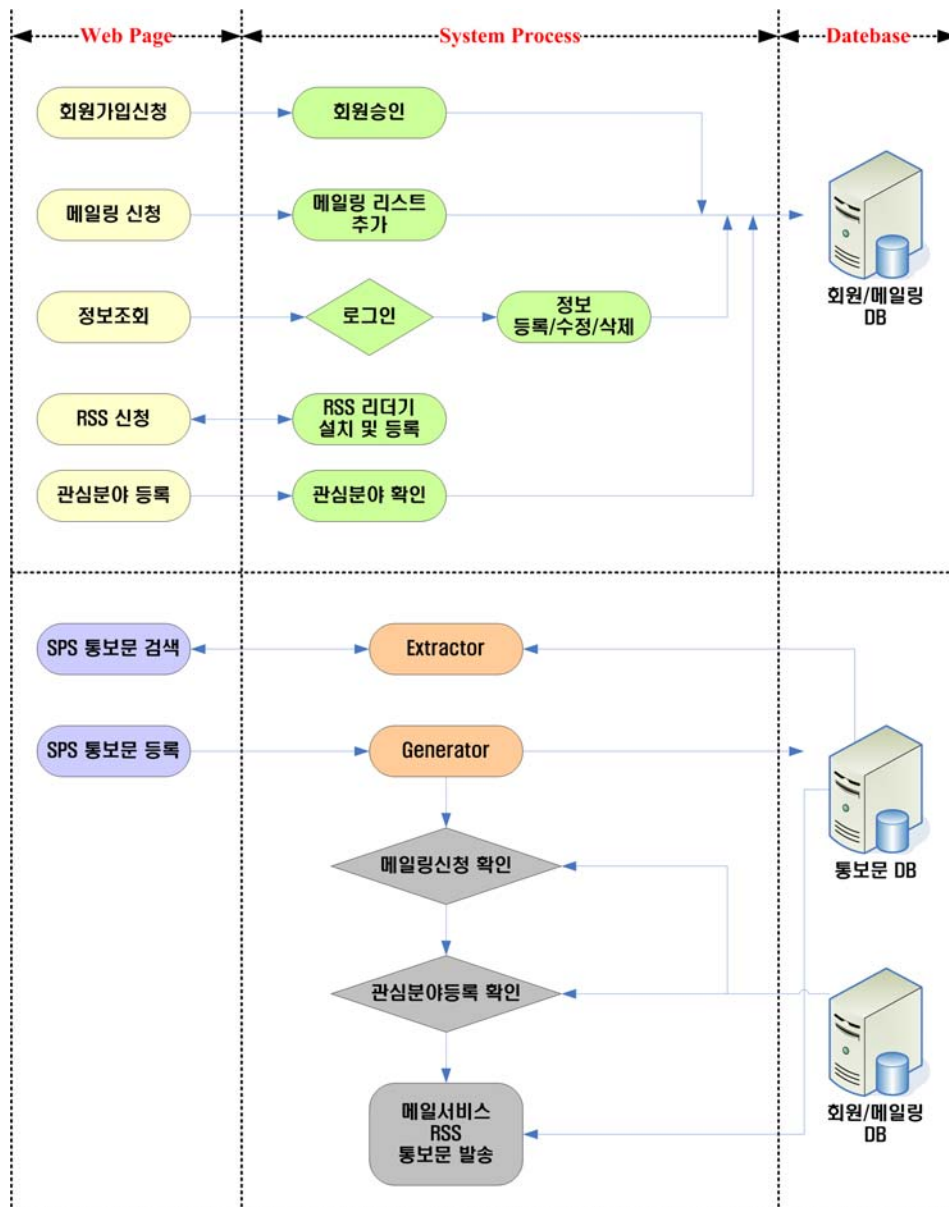 Web Page
System Process
Datebase
회원가입신청
회원승인
메일링 신청
메일링 리스트
추가
회원/메일링
DB
정보조회
로그인
정보
등록/수정/삭제
RSS 신청
RSS 리더기
설치 및 등록
관심분야 등록
관심분야 확인
SPS 통보문 검색
Extractor
SPS 통보문 등록
Generator
통보문 DB
메일링신청 확인
관심분야등록 확인
회원/메일링
DB
메일서비스
RSS
통보문 발송